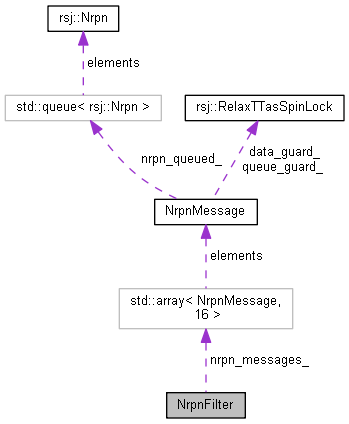 rsj::Nrpn
elements
std::queue< rsj::Nrpn >
rsj::RelaxTTasSpinLock
nrpn_queued_
data_guard_
queue_guard_
NrpnMessage
elements
std::array< NrpnMessage,
16 >
nrpn_messages_
NrpnFilter